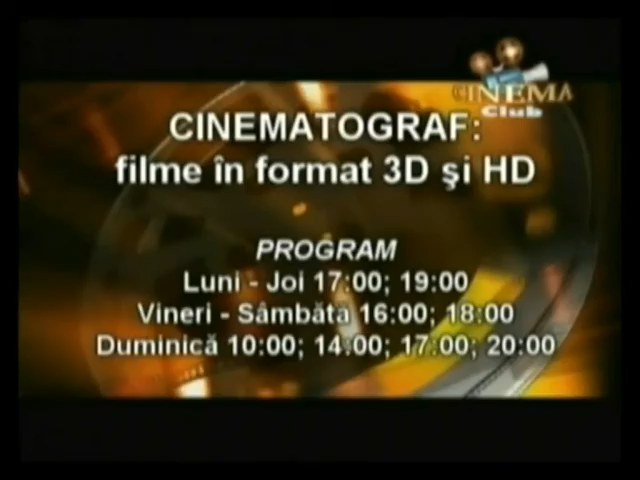 CINEMA
Club
CINEMATOGRAF:
filme în format 3D şi HD
PROGRAM
Luni - Joi 17:00; 19:00
Vineri - Sâmbătă 16:00; 18:00
Duminică 10:00; 14:00; 17:00; 20:00